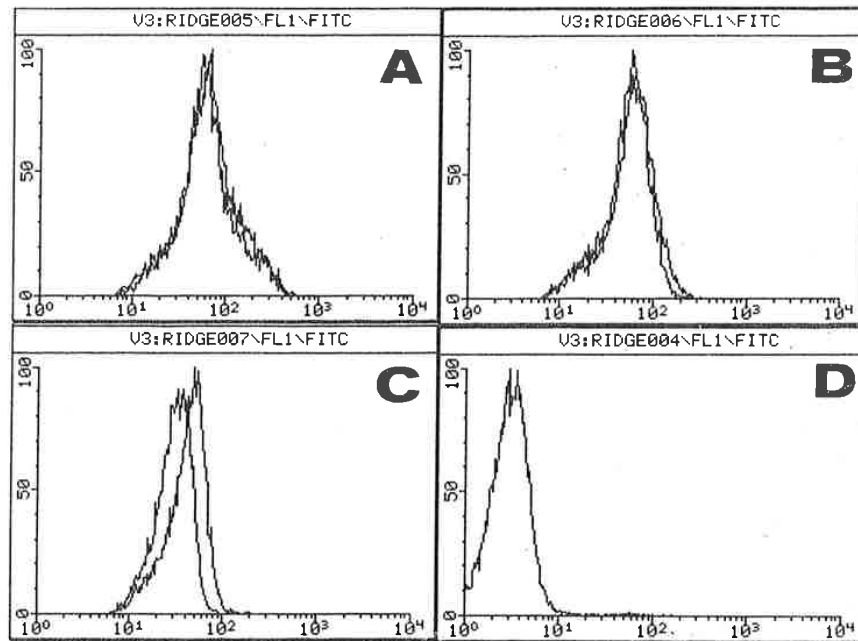 V3:RIDGE005\FL1\FITC
A
100
50
0
10⁰ 10¹ 10² 10³ 10⁴
V3:RIDGE006\FL1\FITC
B
100
50
0
10⁰ 10¹ 10² 10³ 10⁴
V3:RIDGE007\FL1\FITC
C
100
50
0
10⁰ 10¹ 10² 10³ 10⁴
V3:RIDGE004\FL1\FITC
D
100
50
0
10⁰ 10¹ 10² 10³ 10⁴